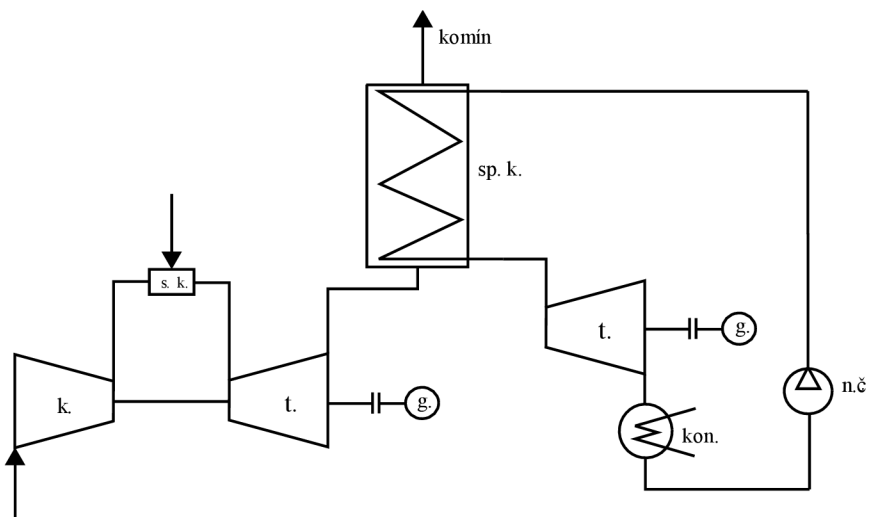 komín
sp. k.
s. k.
k.
t.
g.
t.
g.
kon.
n.č